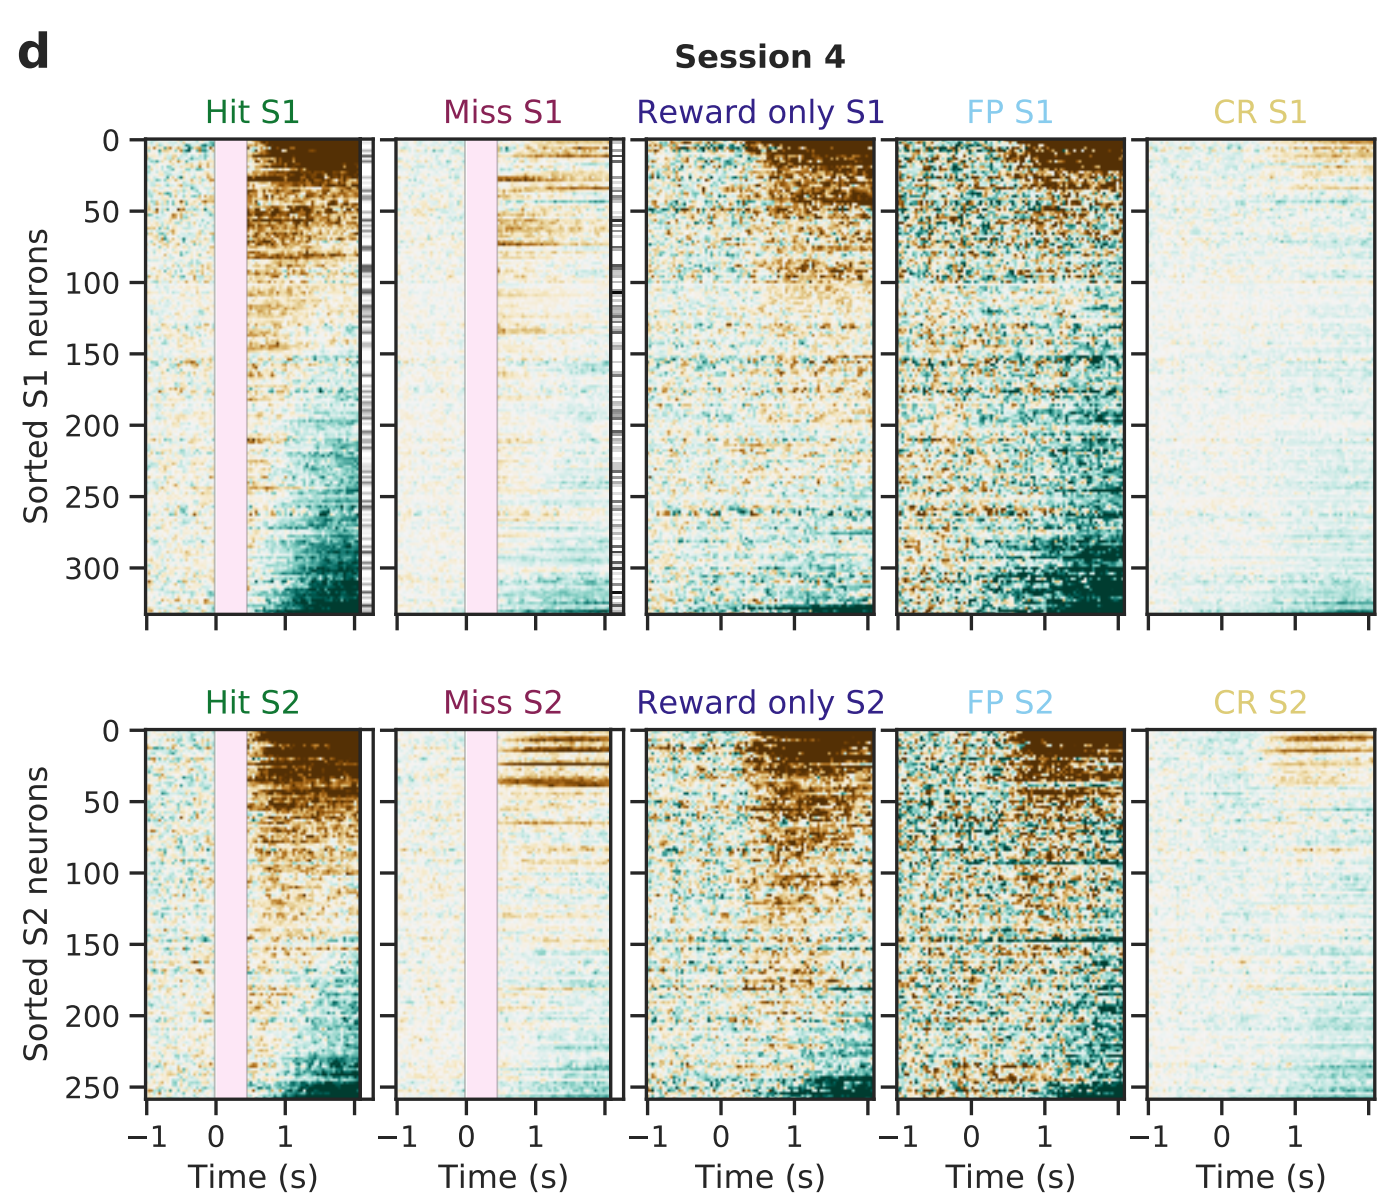 d
Session 4
Hit S1 Miss S1 Reward only S1 FP S1 CR S1
Sorted S1 neurons
0
50
100
150
200
250
300
Hit S2 Miss S2 Reward only S2 FP S2 CR S2
Sorted S2 neurons
0
50
100
150
200
250
−1 0 1 −1 0 1 −1 0 1 −1 0 1 −1 0 1
Time (s) Time (s) Time (s) Time (s) Time (s)